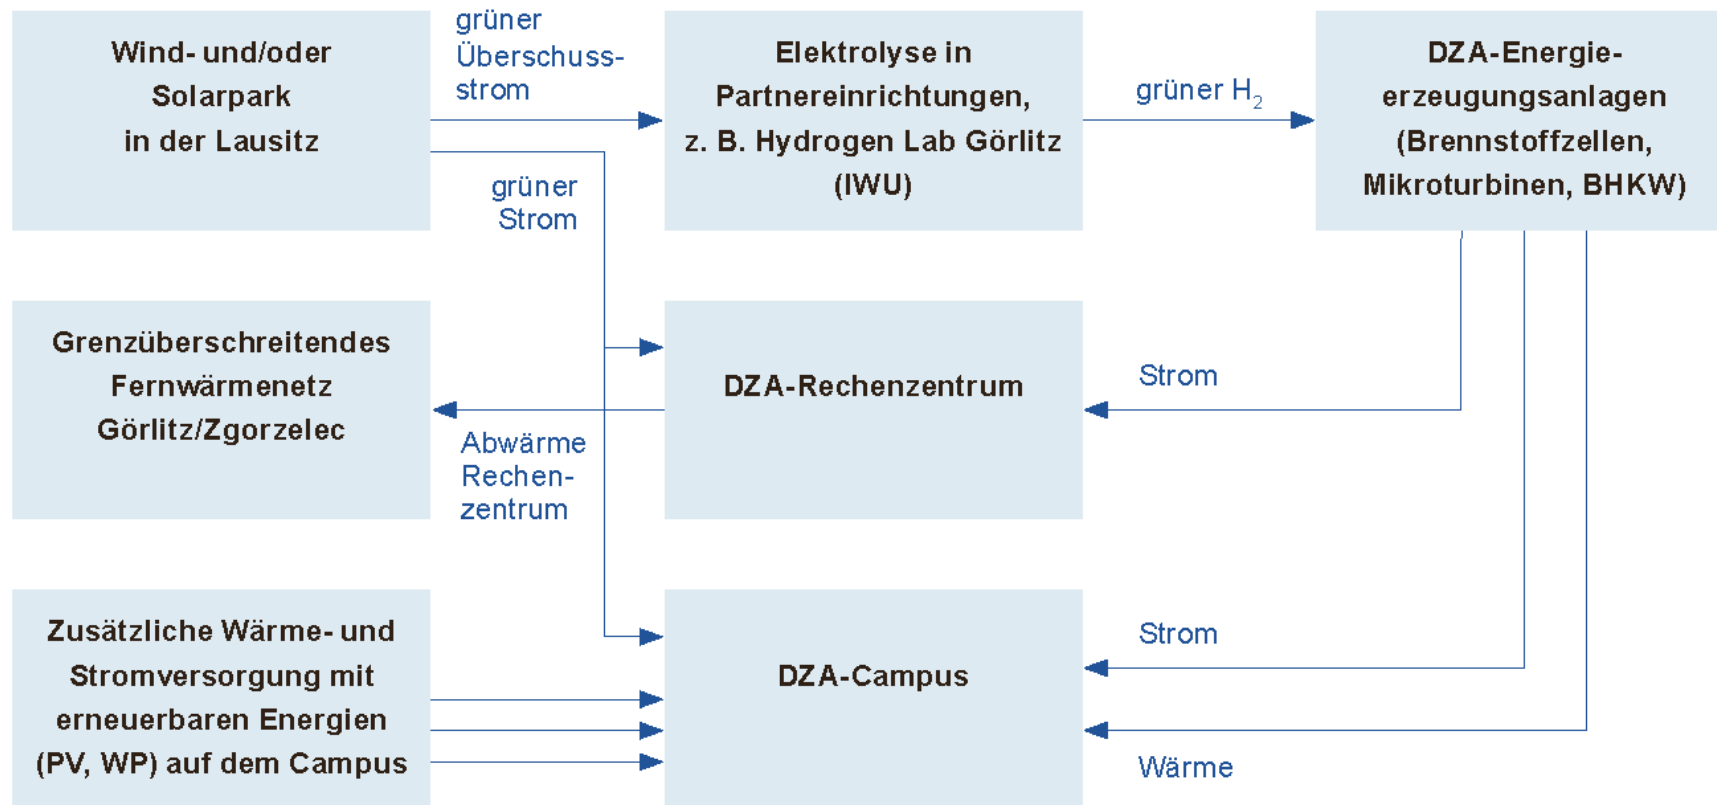 Wind- und/oder
Solarpark
in der Lausitz
grüner
Überschuss-
strom
Elektrolyse in
Partnereinrichtungen,
z. B. Hydrogen Lab Görlitz
(IWU)
grüner H₂
DZA-Energie-
erzeugungsanlagen
(Brennstoffzellen,
Mikroturbinen, BHKW)
grüner
Strom
Grenzüberschreitendes
Fernwärmenetz
Görlitz/Zgorzelec
Abwärme
Rechen-
zentrum
DZA-Rechenzentrum
Strom
Zusätzliche Wärme- und
Stromversorgung mit
erneuerbaren Energien
(PV, WP) auf dem Campus
DZA-Campus
Strom
Wärme